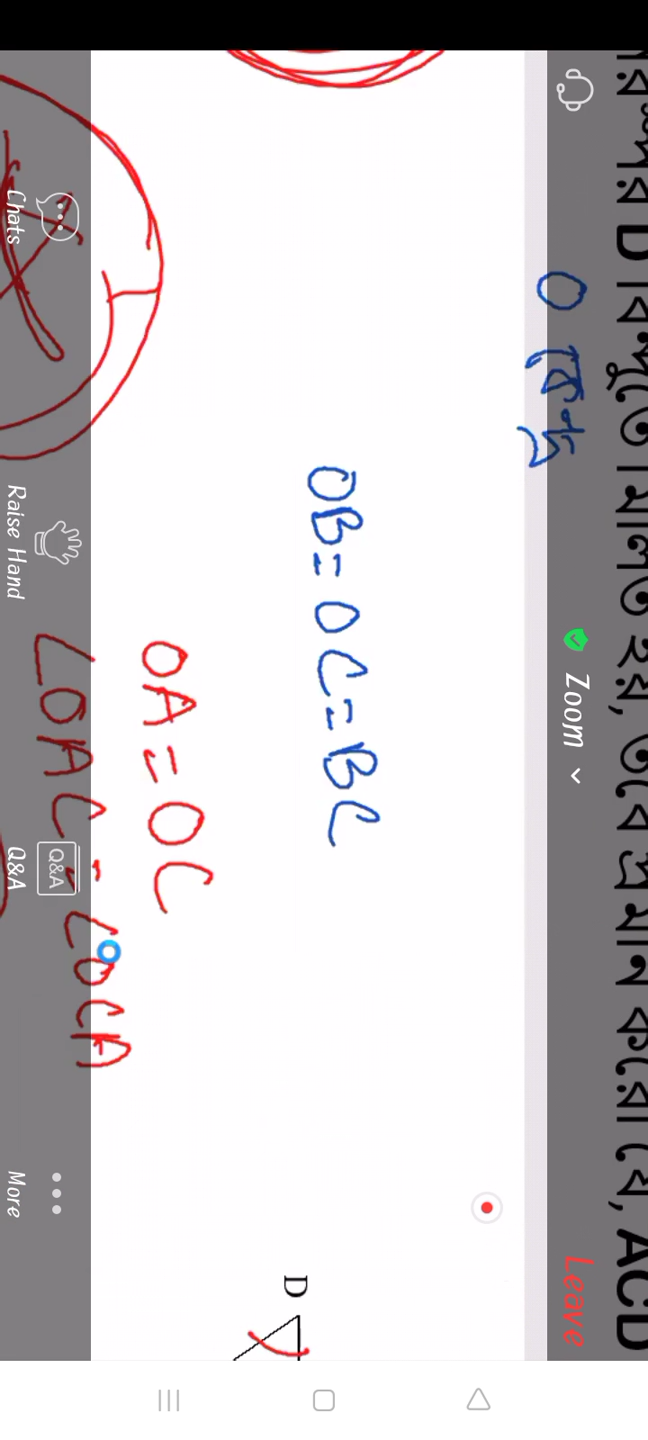 D বিন্দুতে মিলিত হয়, তবে প্রমাণ করো যে, ACD
Zoom
Leave
O
OB = OC = BC
OA = OC
∠OAC = ∠OCA
D
Chats
Raise Hand
Q&A
Q&A
More